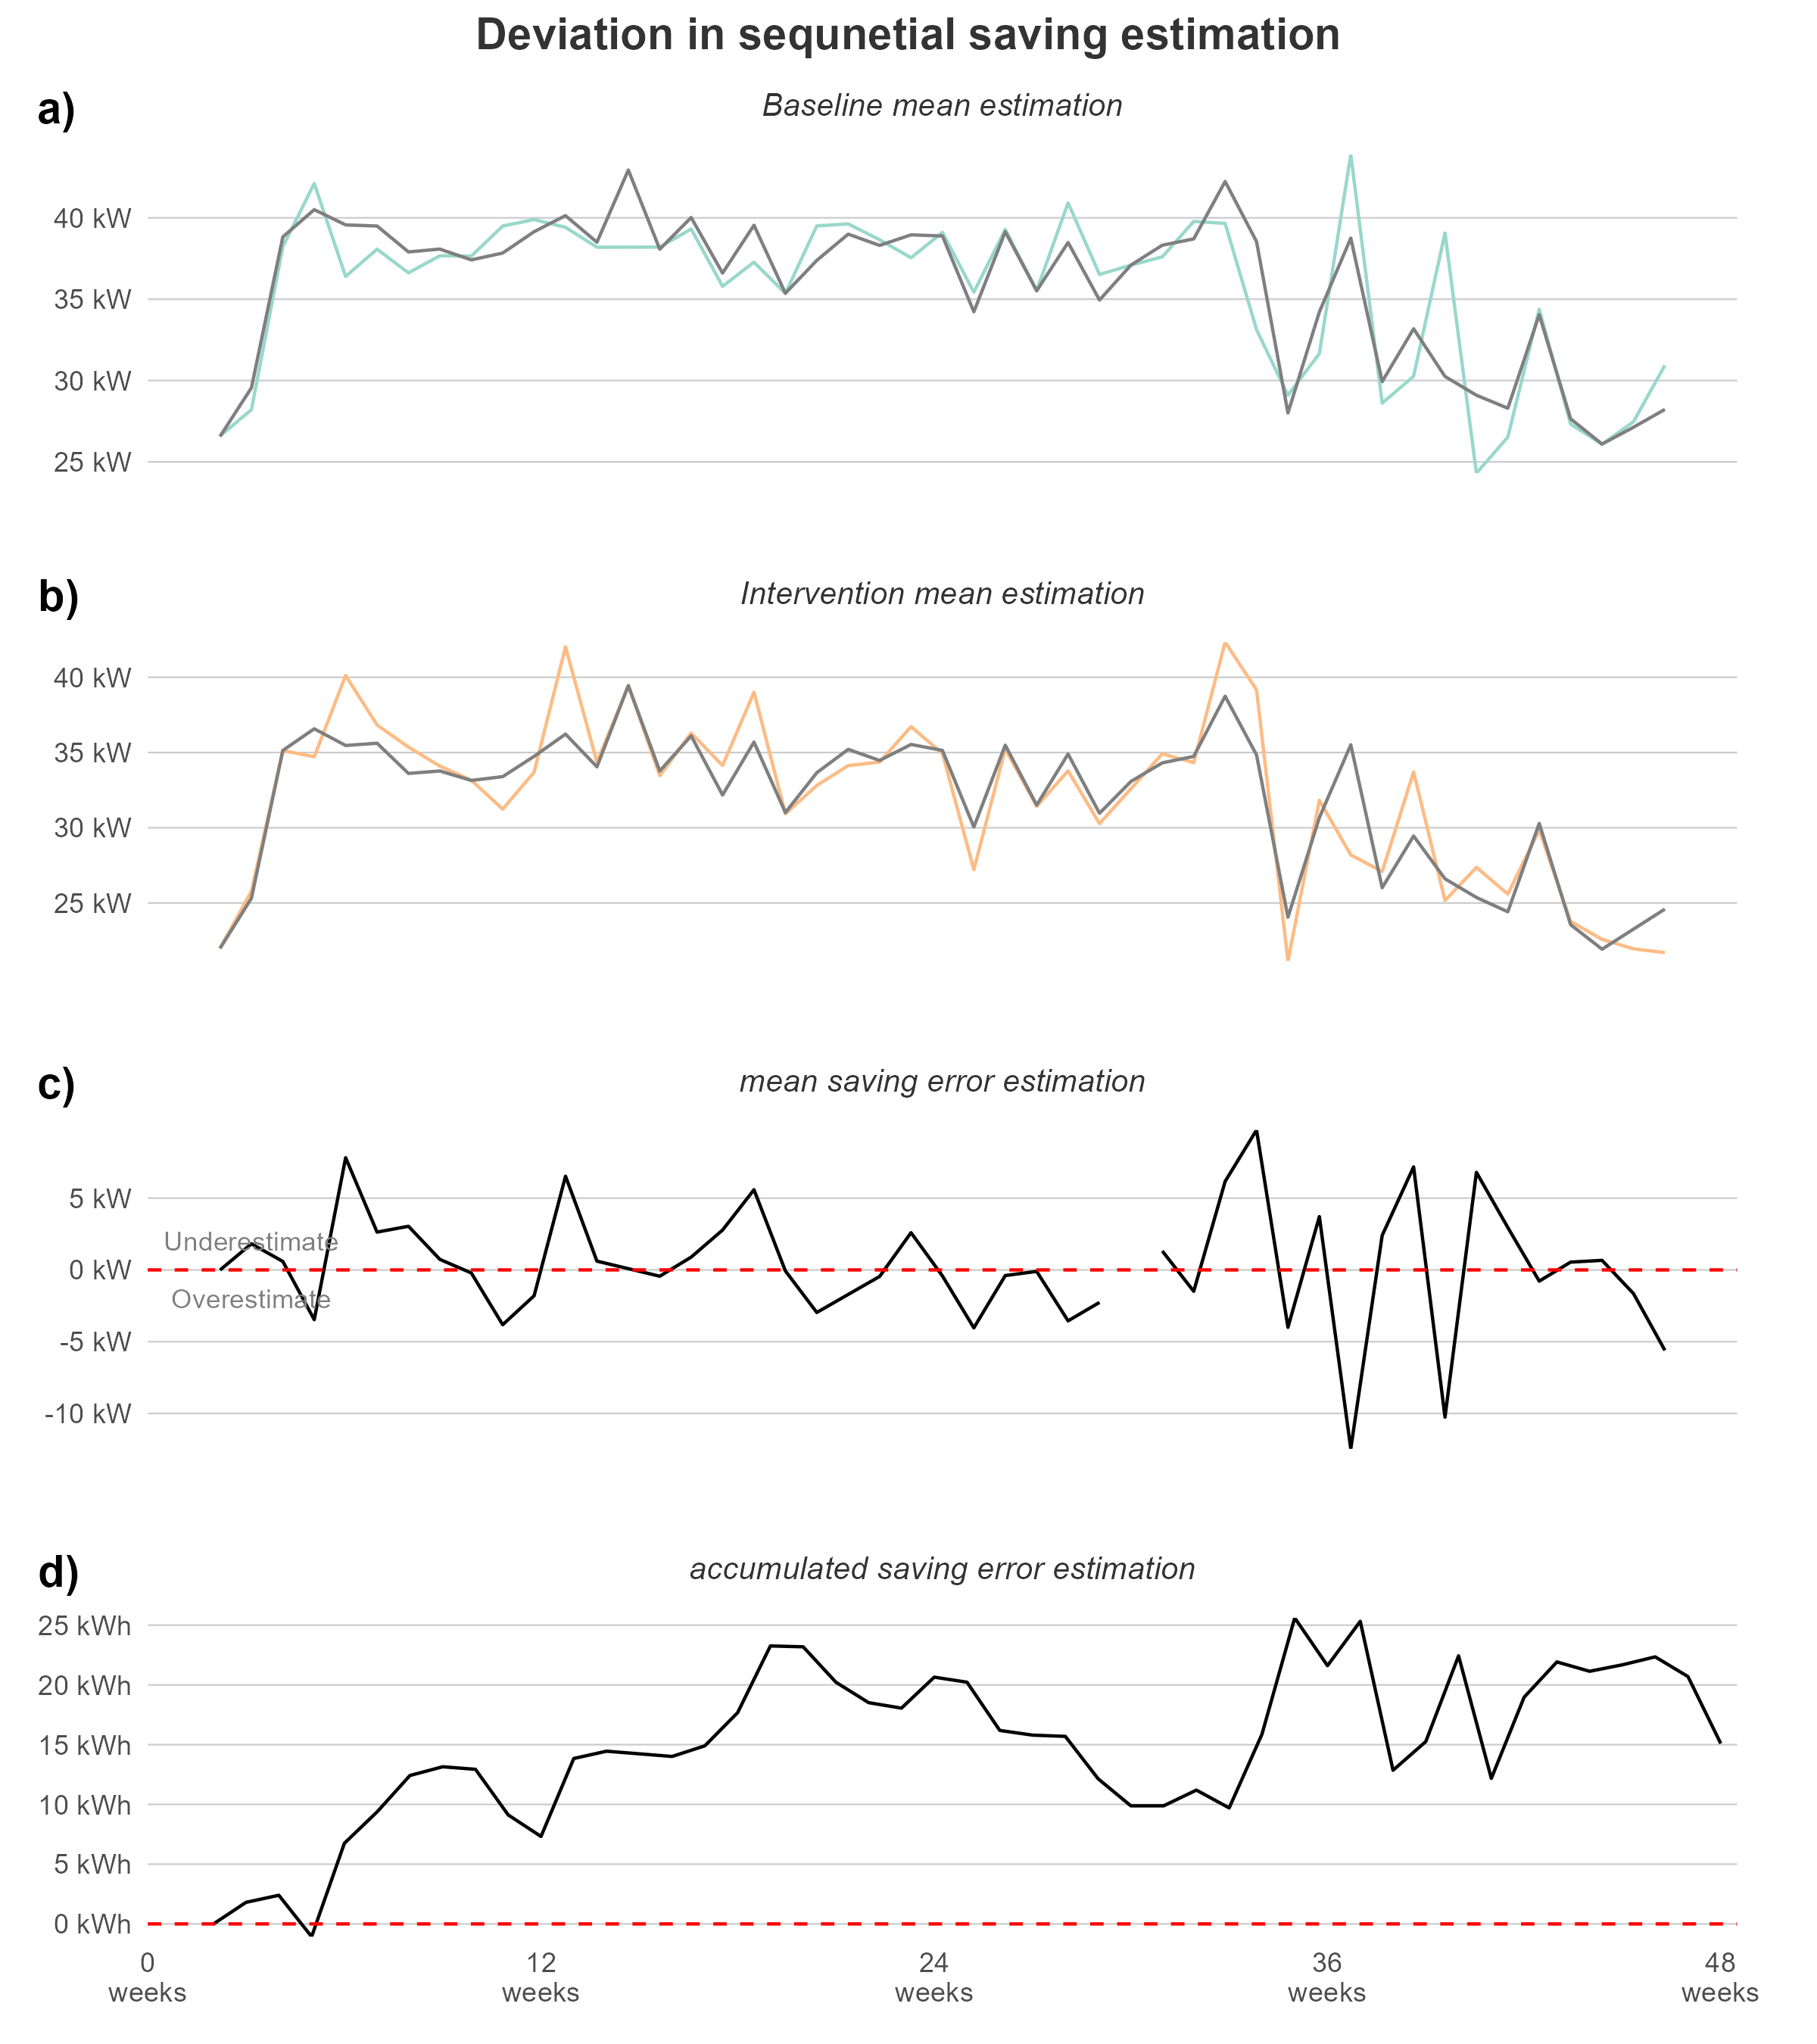 Deviation in sequnetial saving estimation
a)
Baseline mean estimation
40 kW
35 kW
30 kW
25 kW
b)
Intervention mean estimation
40 kW
35 kW
30 kW
25 kW
c)
mean saving error estimation
5 kW
Underestimate
0 kW
Overestimate
-5 kW
-10 kW
d)
accumulated saving error estimation
25 kWh
20 kWh
15 kWh
10 kWh
5 kWh
0 kWh
0 weeks
12 weeks
24 weeks
36 weeks
48 weeks